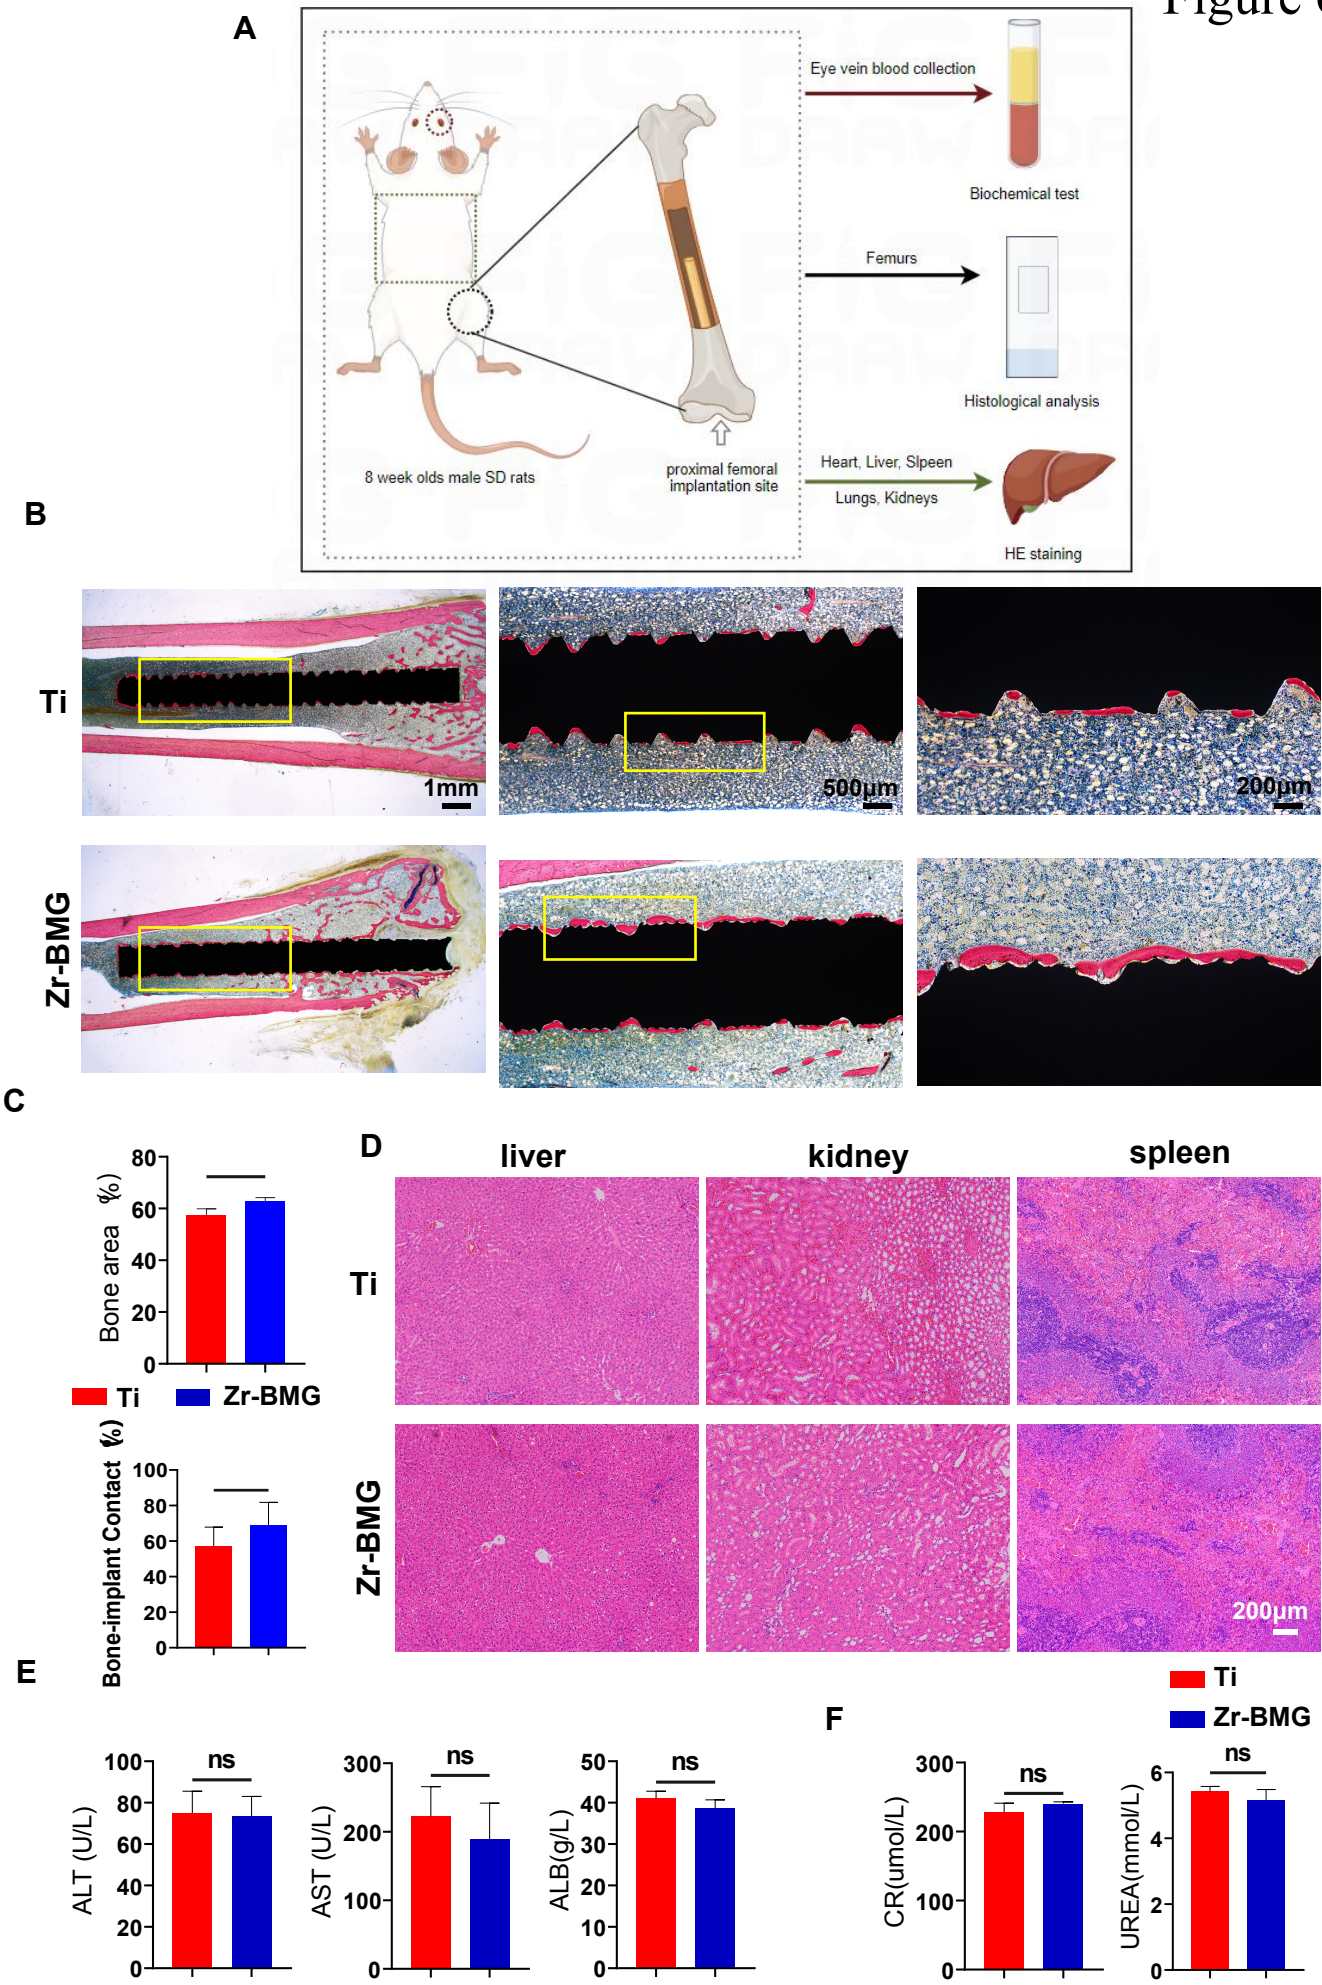 Figure 6
A
Eye vein blood collection
Biochemical test
Femurs
Histological analysis
8 week olds male SD rats
proximal femoral
implantation site
Heart, Liver, Slpeen
Lungs, Kidneys
HE staining
B
Ti
1mm
500μm
200μm
Zr-BMG
C
Bone area (%)
80
60
40
20
0
Ti
Zr-BMG
Bone-implant Contact (%)
100
80
60
40
20
0
D
liver
kidney
spleen
Ti
Zr-BMG
200μm
E
ALT (U/L)
100
80
60
40
20
0
ns
AST (U/L)
300
200
100
0
ns
ALB(g/L)
50
40
30
20
10
0
ns
Ti
Zr-BMG
F
CR(umol/L)
300
200
100
0
ns
UREA(mmol/L)
6
4
2
0
ns